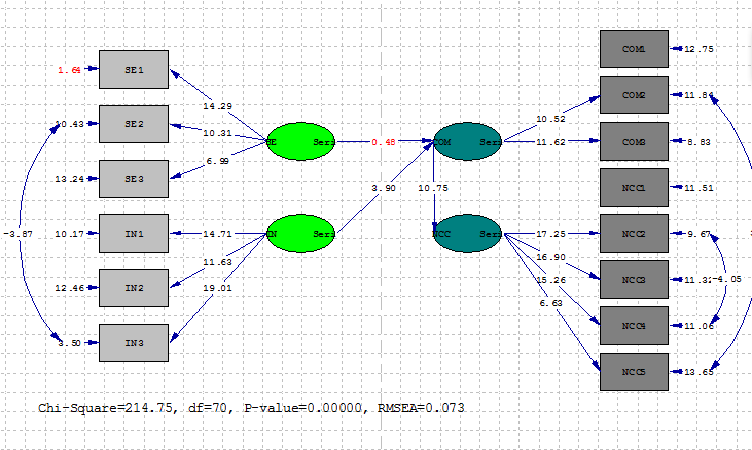 COM1 12.75
1.64 SE1
COM2 11.84
14.29
10.52
10.43 SE2
10.31
SE Seri 0.48 COM Seri
11.62 COM3 8.83
6.99
13.24 SE3
3.90 10.75
NCC1 11.51
-3.87 10.17 IN1 14.71
IN Seri
NCC Seri
17.25 NCC2 9.67
16.90
11.63
15.26
NCC3 -4.05
12.46 IN2 19.01
6.63
NCC4 11.06
3.50 IN3
NCC5 13.65
Chi-Square=214.75, df=70, P-value=0.00000, RMSEA=0.073